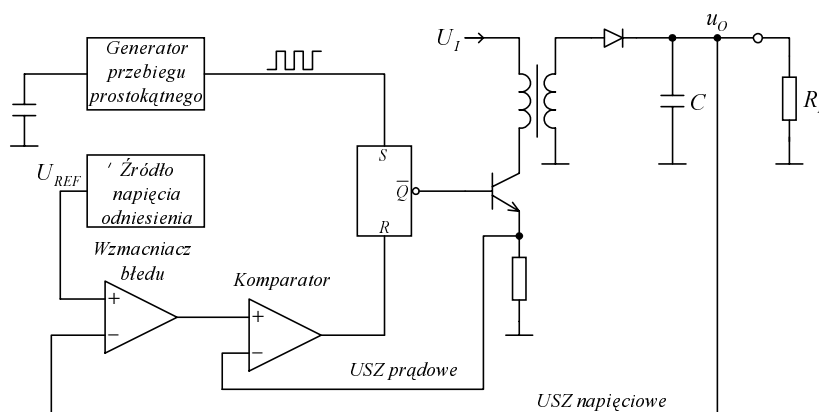 Generator
przebiegu
prostokątnego
U_I
u_O
C
R
S
Q̅
R
U_REF
Źródło
napięcia
odniesienia
Wzmacniacz
błędu
+
−
Komparator
+
−
USZ prądowe
USZ napięciowe